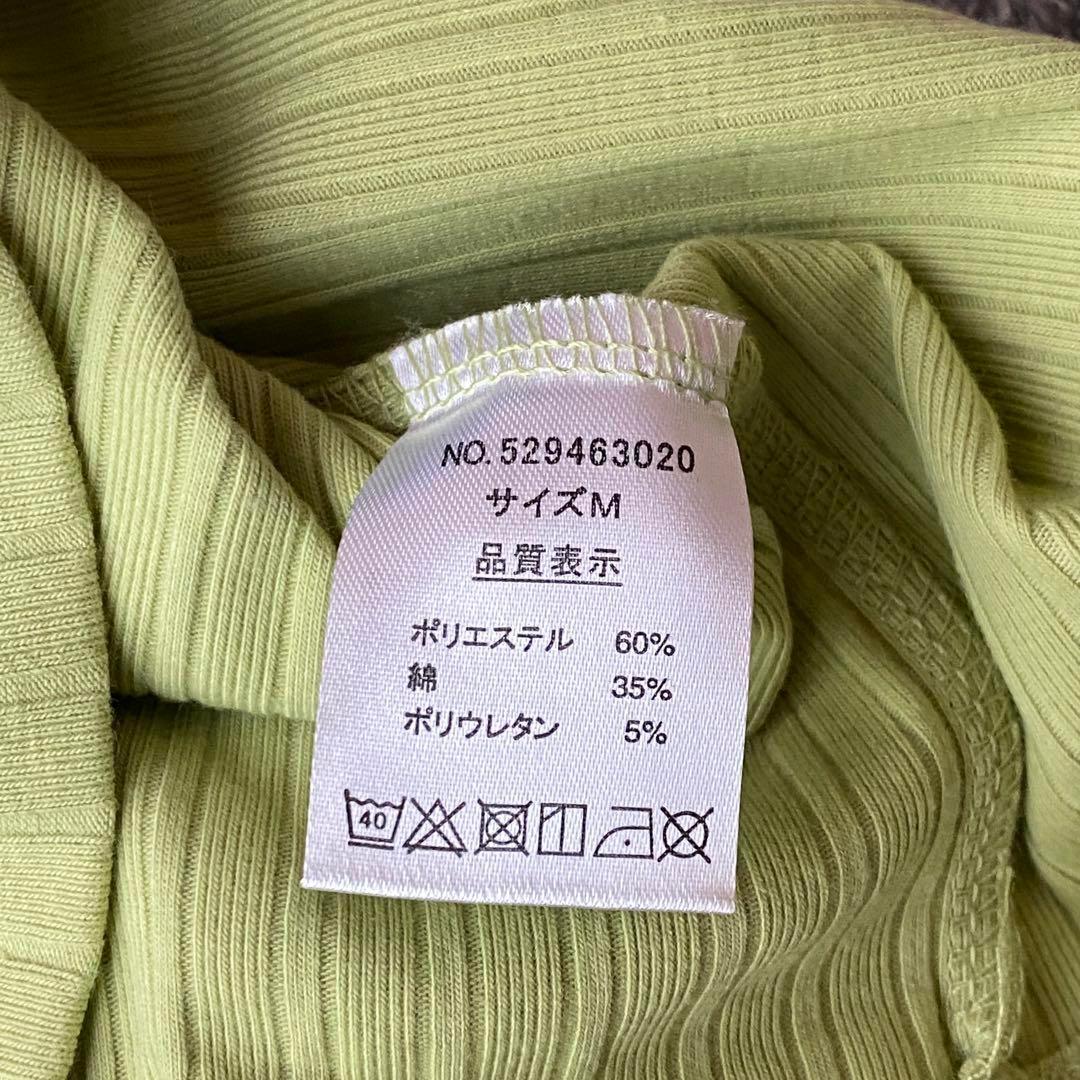 NO. 529463020
サイズM
品質表示
ポリエステル 60%
綿 35%
ポリウレタン 5%
40